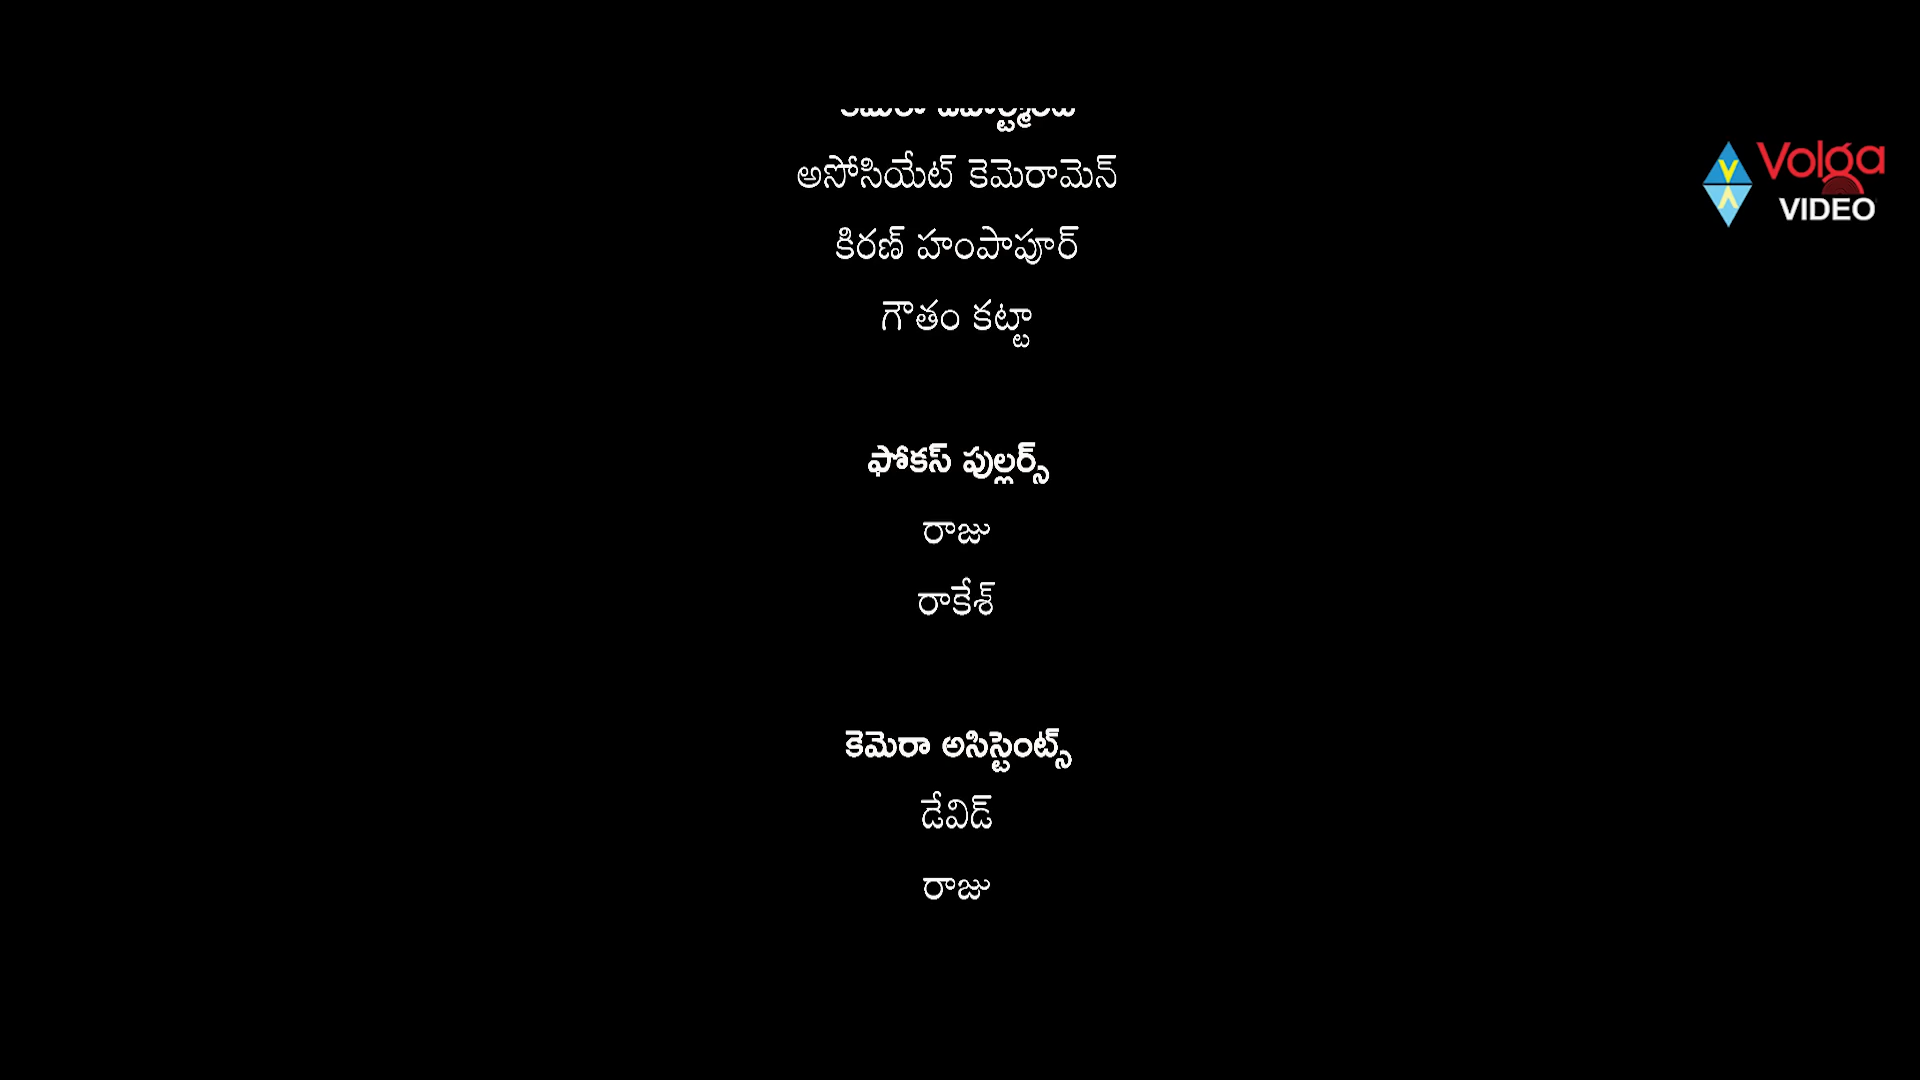 అసోసియేట్ కెమెరామెన్
కిరణ్ హంపాపూర్
గౌతం కట్టా
ఫోకస్ పుల్లర్స్
రాజు
రాకేశ్
కెమెరా అసిస్టెంట్స్
డేవిడ్
రాజు
Volga
VIDEO